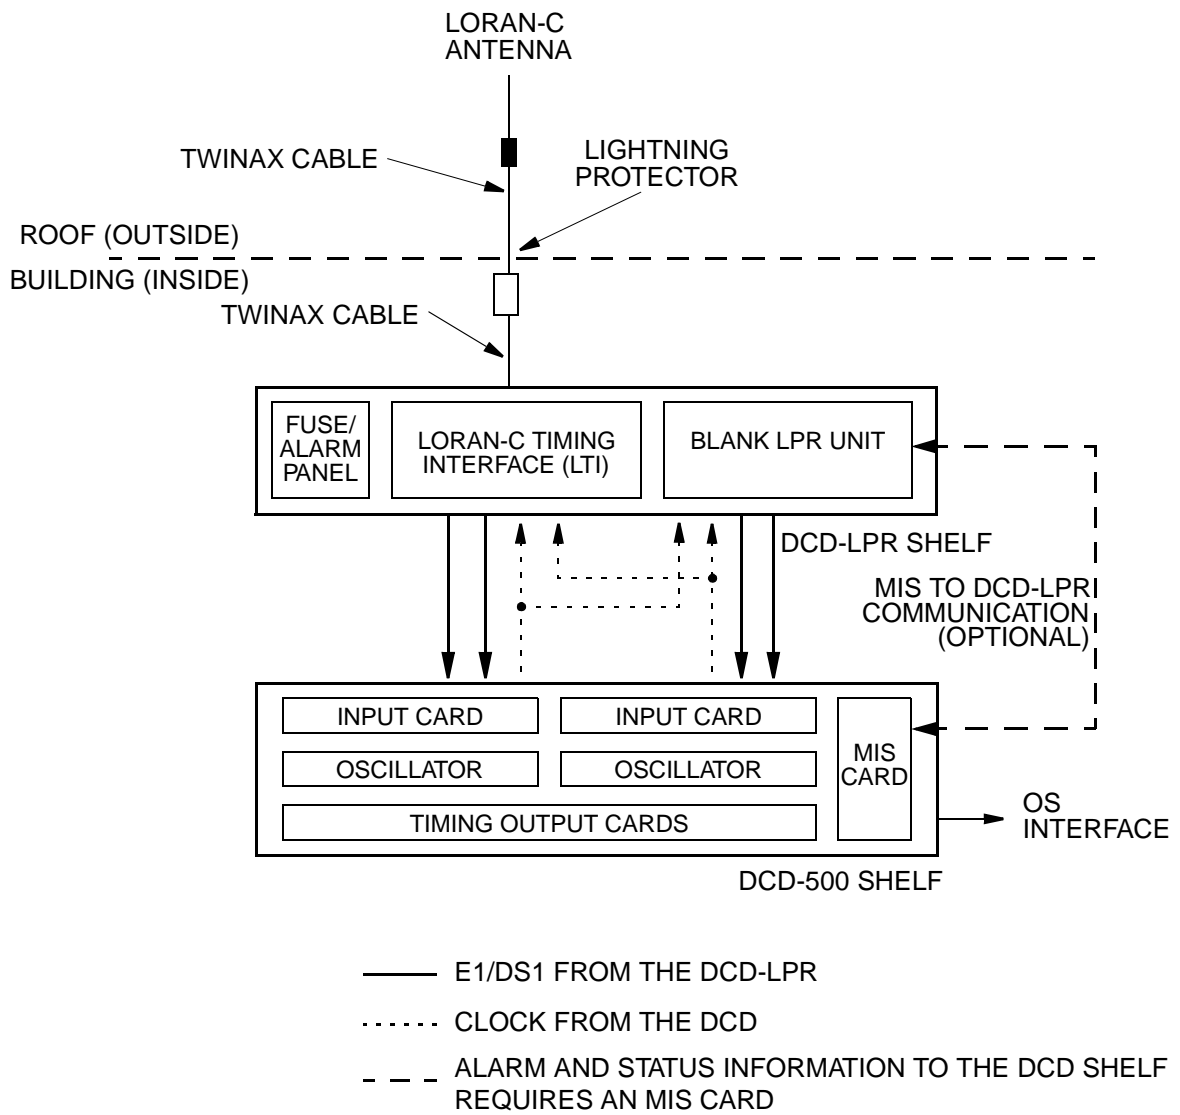 LORAN-C
ANTENNA
TWINAX CABLE
LIGHTNING
PROTECTOR
ROOF (OUTSIDE)
BUILDING (INSIDE)
TWINAX CABLE
FUSE/
ALARM
PANEL
LORAN-C TIMING
INTERFACE (LTI)
BLANK LPR UNIT
DCD-LPR SHELF
MIS TO DCD-LPR
COMMUNICATION
(OPTIONAL)
INPUT CARD
INPUT CARD
OSCILLATOR
OSCILLATOR
TIMING OUTPUT CARDS
MIS
CARD
OS
INTERFACE
DCD-500 SHELF
E1/DS1 FROM THE DCD-LPR
CLOCK FROM THE DCD
ALARM AND STATUS INFORMATION TO THE DCD SHELF
REQUIRES AN MIS CARD